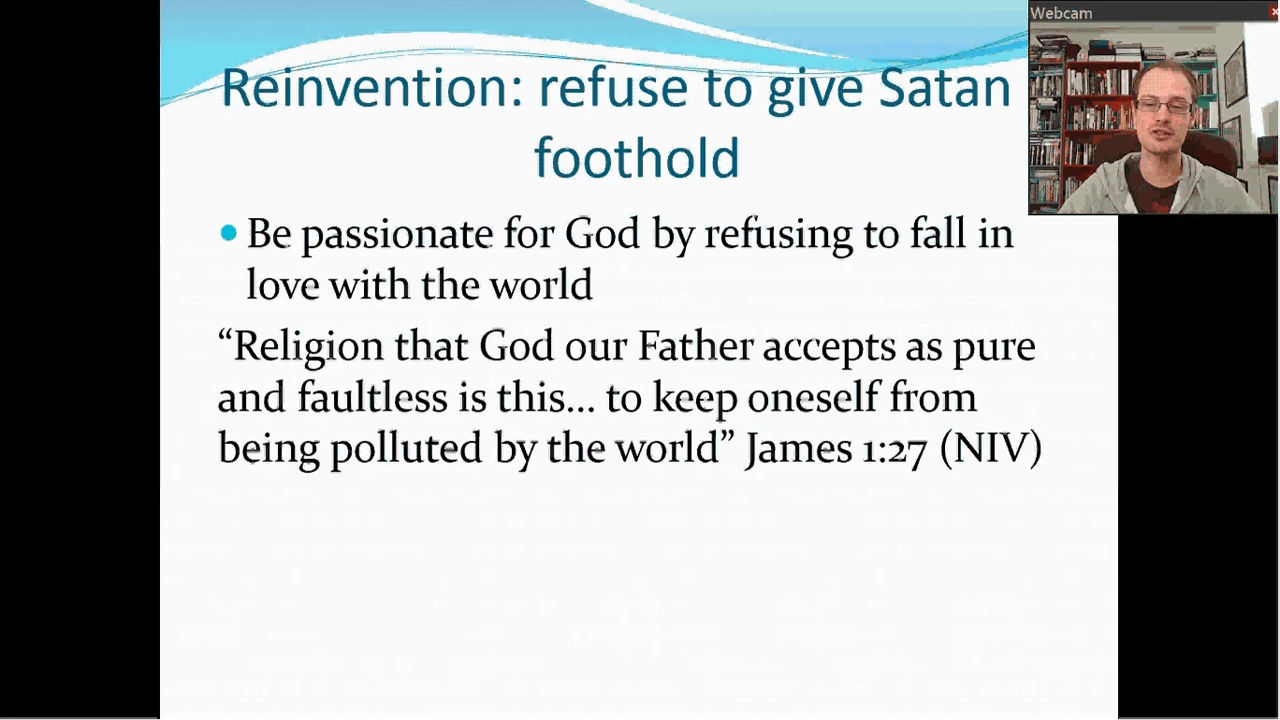 Webcam
Reinvention: refuse to give Satan
foothold
• Be passionate for God by refusing to fall in
love with the world
“Religion that God our Father accepts as pure
and faultless is this... to keep oneself from
being polluted by the world” James 1:27 (NIV)